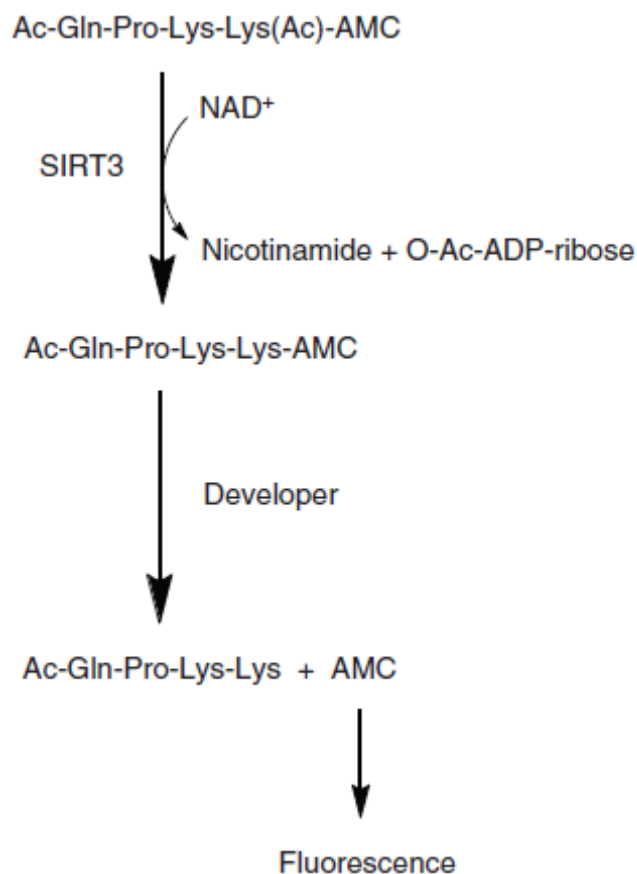 Ac-Gln-Pro-Lys-Lys(Ac)-AMC
NAD⁺
SIRT3
Nicotinamide + O-Ac-ADP-ribose
Ac-Gln-Pro-Lys-Lys-AMC
Developer
Ac-Gln-Pro-Lys-Lys + AMC
Fluorescence